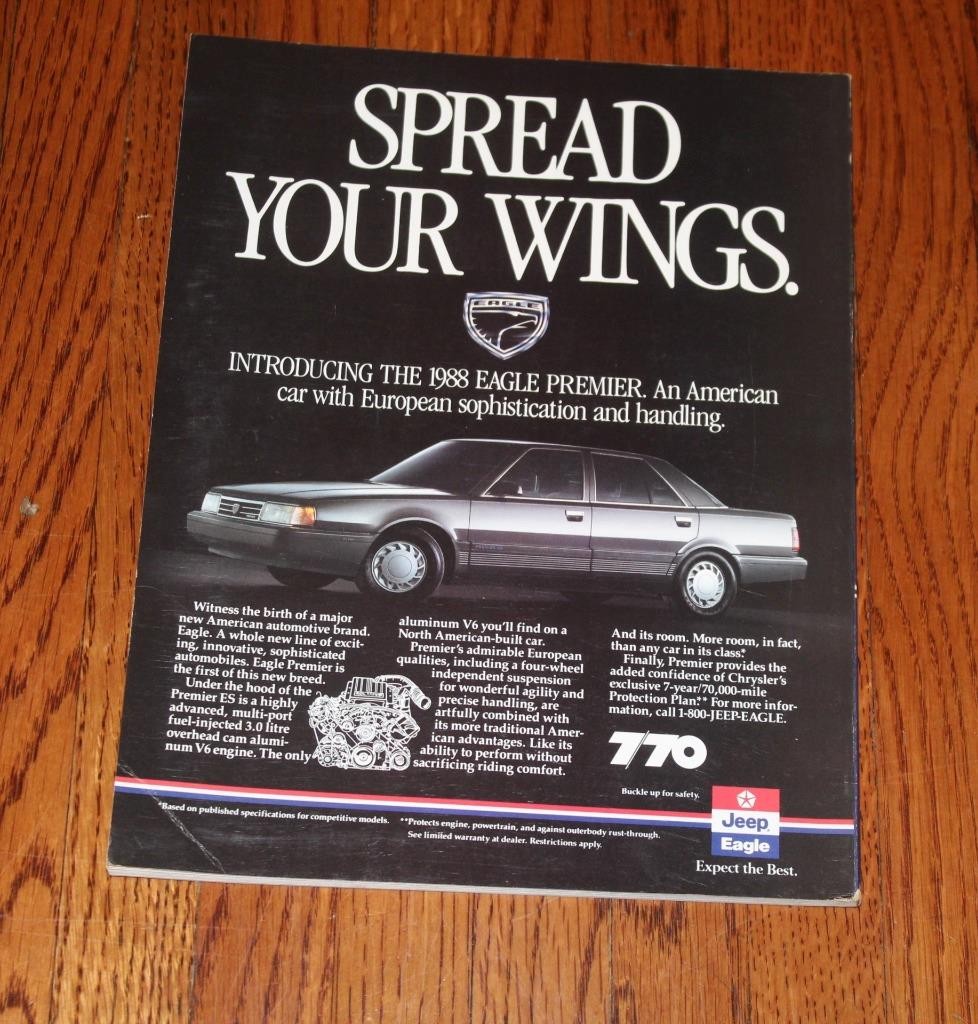 SPREAD
YOUR WINGS.
EAGLE
INTRODUCING THE 1988 EAGLE PREMIER. An American
car with European sophistication and handling.
Witness the birth of a major
new American automotive brand.
Eagle. A whole new line of excit-
ing, innovative, sophisticated
automobiles. Eagle Premier is
the first of this new breed.
Under the hood of the
Premier ES is a highly
advanced, multi-port
fuel-injected 3.0 litre
overhead cam alumi-
num V6 engine. The only
aluminum V6 you'll find on a
North American-built car.
Premier's admirable European
qualities, including a four-wheel
independent suspension
for wonderful agility and
precise handling, are
artfully combined with
its more traditional Amer-
ican advantages. Like its
ability to perform without
sacrificing riding comfort.
And its room. More room, in fact,
than any car in its class.*
Finally, Premier provides the
added confidence of Chrysler's
exclusive 7-year/70,000-mile
Protection Plan.** For more infor-
mation, call 1-800-JEEP-EAGLE.
7/70
Buckle up for safety.
*Based on published specifications for competitive models. **Protects engine, powertrain, and against outerbody rust-through.
See limited warranty at dealer. Restrictions apply.
Jeep
Eagle
Expect the Best.